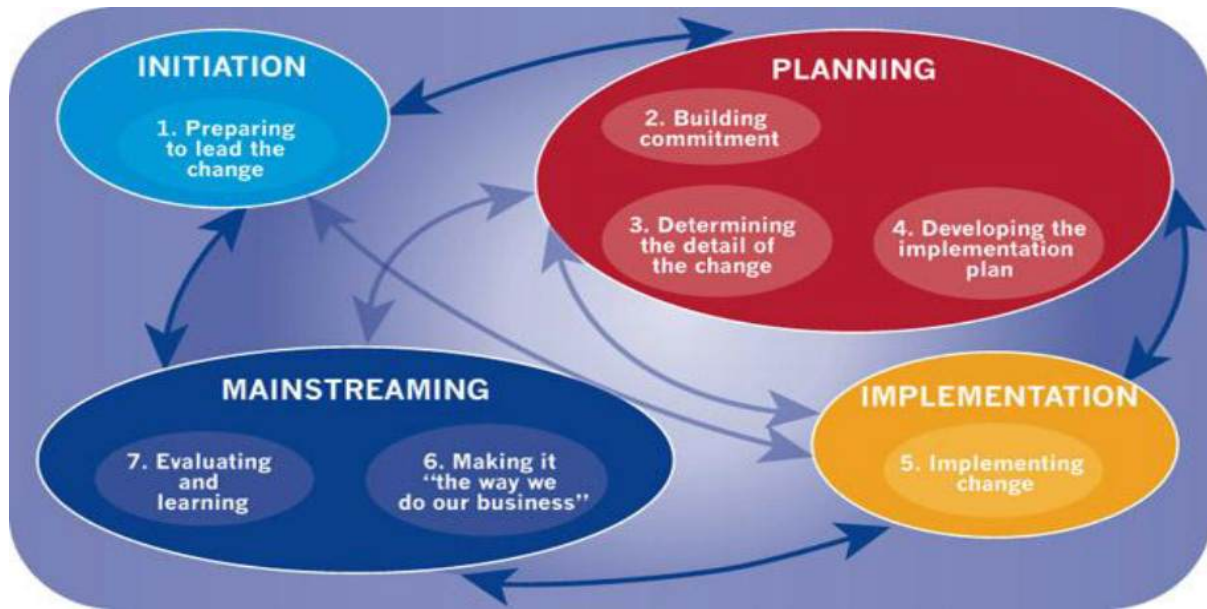 INITIATION
1. Preparing
to lead the
change
PLANNING
2. Building
commitment
3. Determining
the detail of
the change
4. Developing the
implementation
plan
MAINSTREAMING
7. Evaluating
and
learning
6. Making it
“the way we
do our business”
IMPLEMENTATION
5. Implementing
change